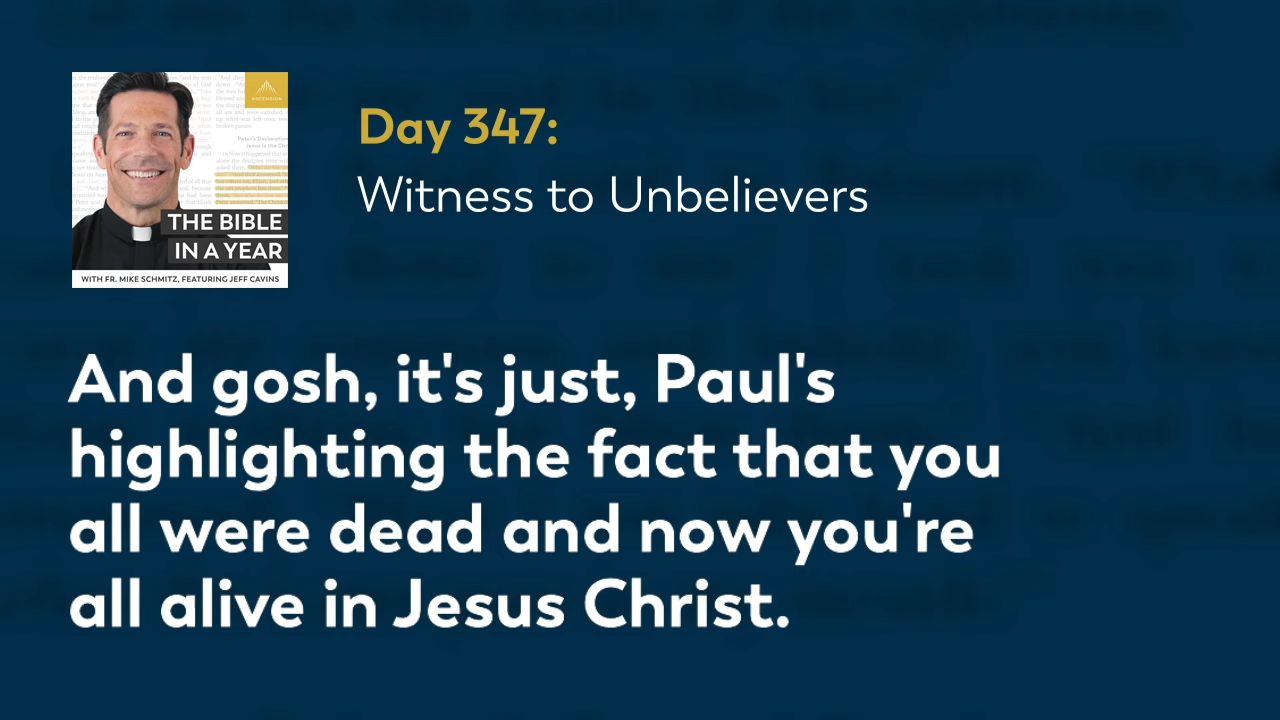 ASCENSION
Day 347:
Witness to Unbelievers
THE BIBLE
IN A YEAR
WITH FR. MIKE SCHMITZ, FEATURING JEFF CAVINS
And gosh, it's just, Paul's
highlighting the fact that you
all were dead and now you're
all alive in Jesus Christ.